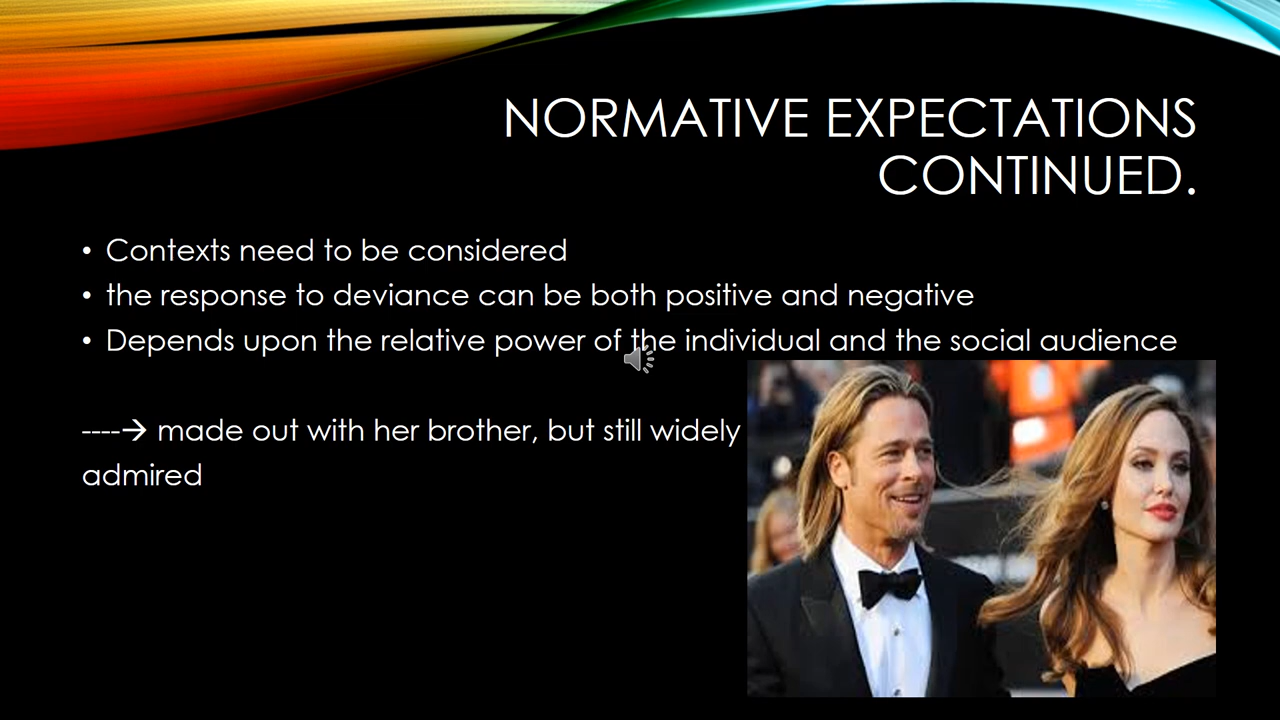 NORMATIVE EXPECTATIONS
CONTINUED.
• Contexts need to be considered
• the response to deviance can be both positive and negative
• Depends upon the relative power of the individual and the social audience
----→ made out with her brother, but still widely
admired